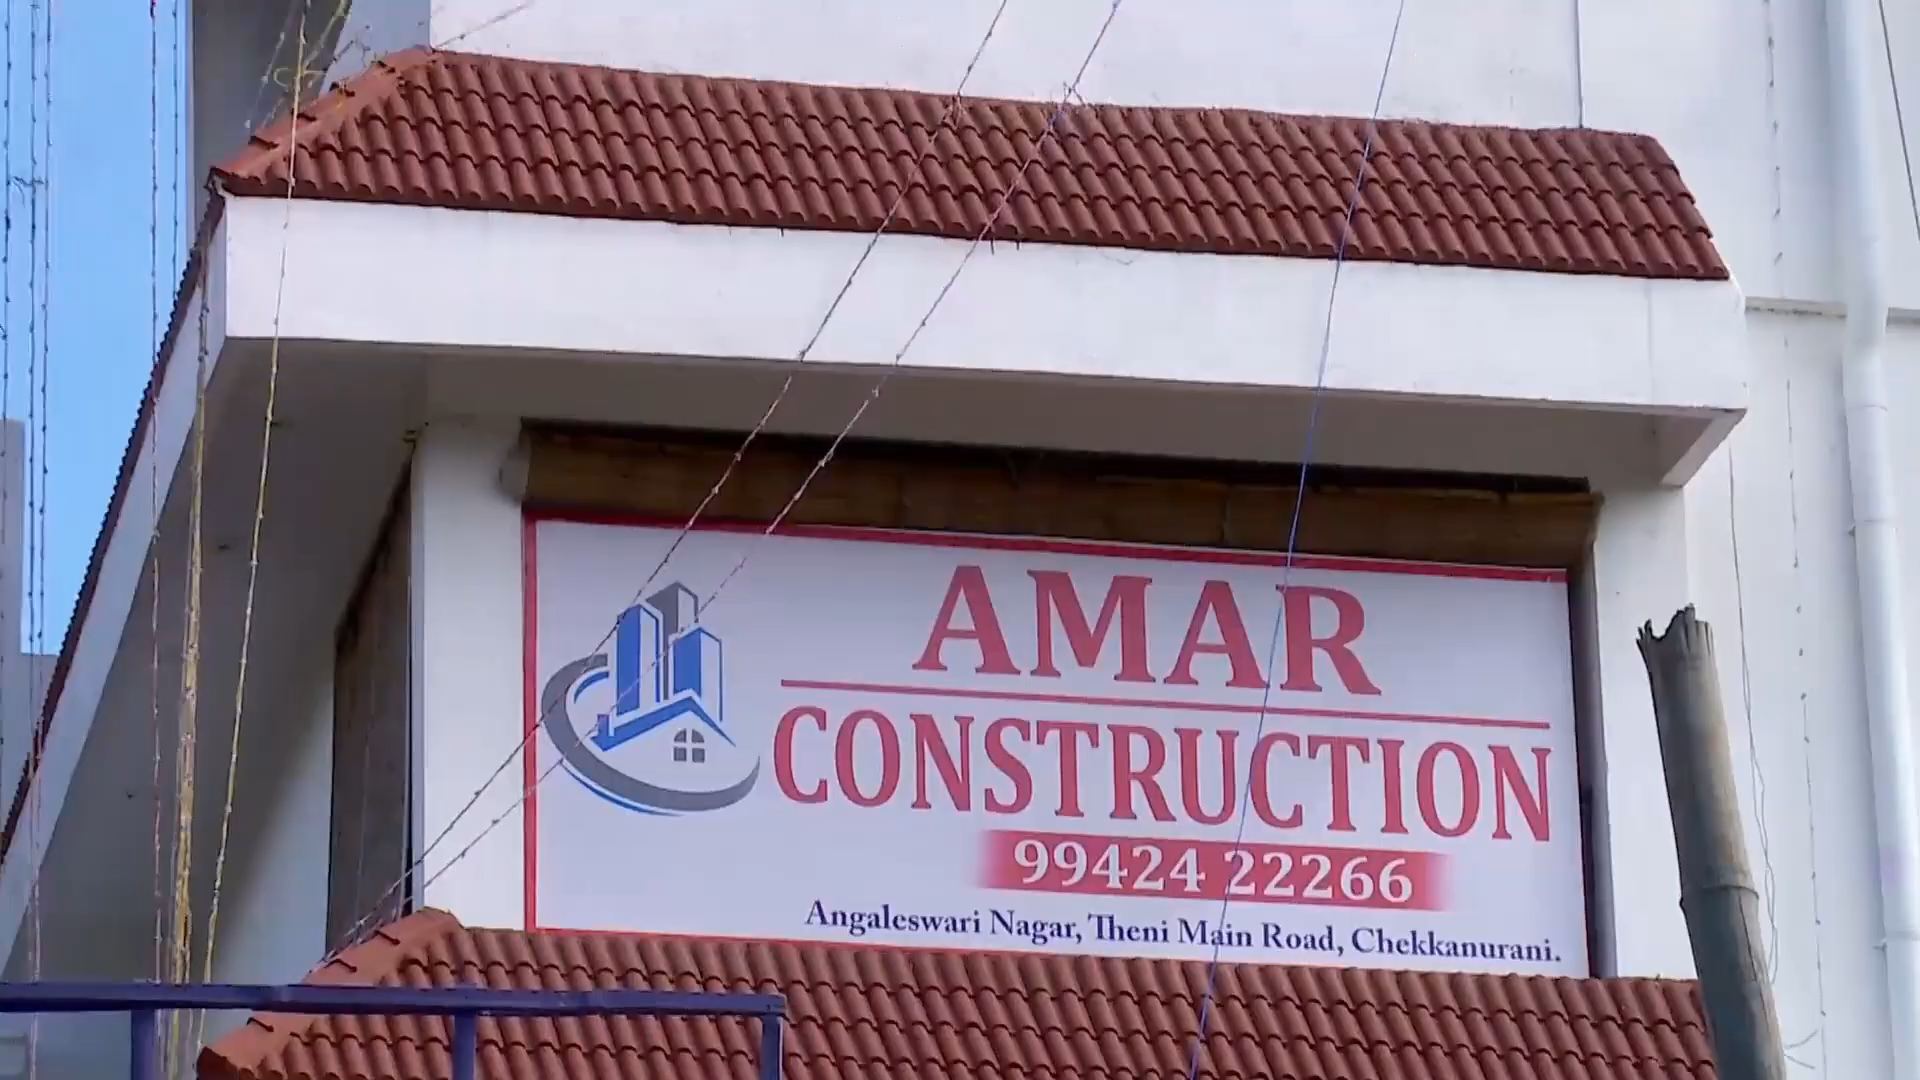 AMAR
CONSTRUCTION
99424 22266
Angaleswari Nagar, Theni Main Road, Chekkanurani.